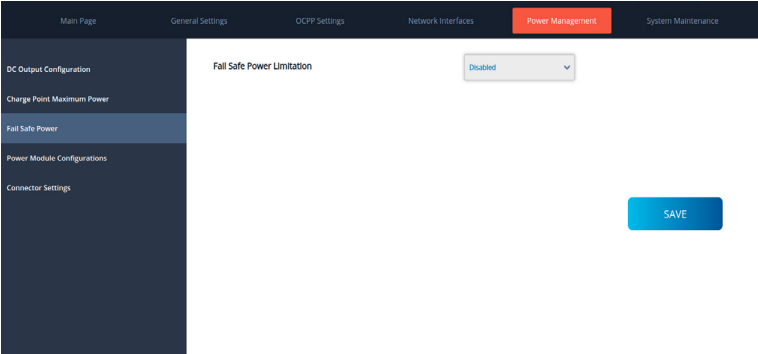 Main Page General Settings OCPP Settings Network Interfaces Power Management System Maintenance
DC Output Configuration
Charge Point Maximum Power
Fail Safe Power
Power Module Configurations
Connector Settings
Fail Safe Power Limitation Disabled
SAVE